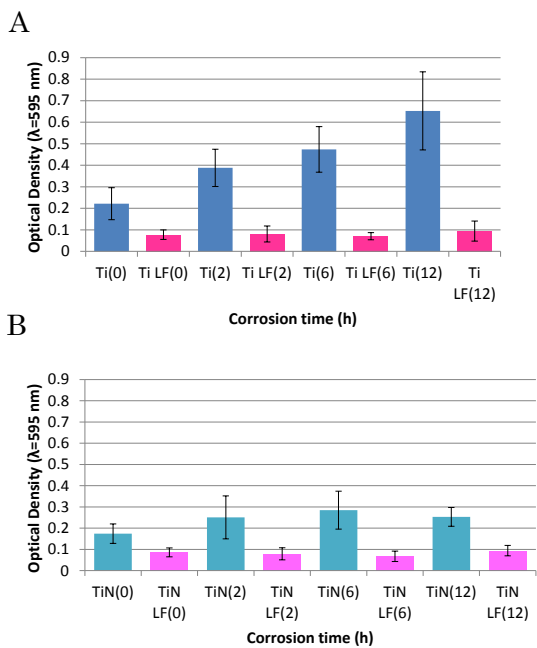 A
Optical Density (λ=595 nm)
0.9
0.8
0.7
0.6
0.5
0.4
0.3
0.2
0.1
0
Ti(0) Ti LF(0) Ti(2) Ti LF(2) Ti(6) Ti LF(6) Ti(12) Ti
LF(12)
Corrosion time (h)
B
Optical Density (λ=595 nm)
0.9
0.8
0.7
0.6
0.5
0.4
0.3
0.2
0.1
0
TiN(0) TiN TiN(2) TiN TiN(6) TiN TiN(12) TiN
LF(0) LF(2) LF(6) LF(12)
Corrosion time (h)